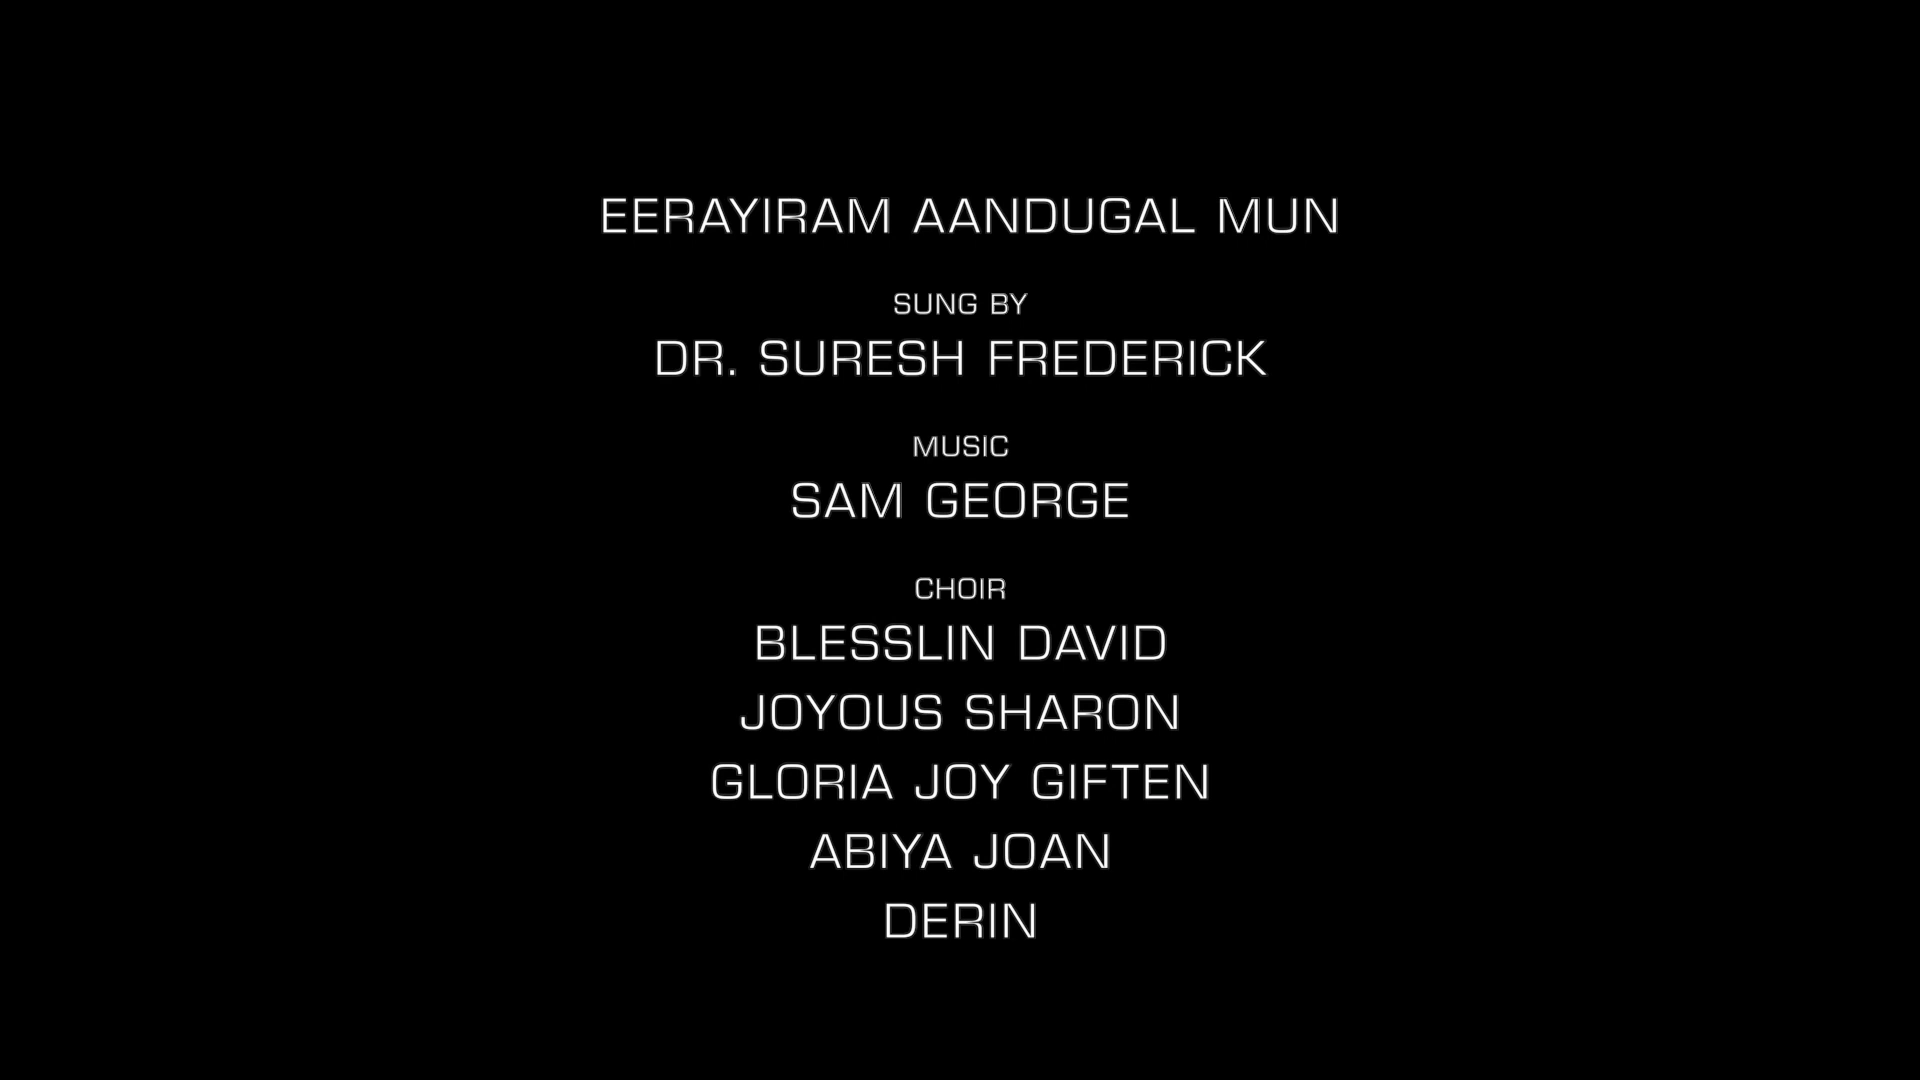 EERAYIRAM AANDUGAL MUN
SUNG BY
DR. SURESH FREDERICK
MUSIC
SAM GEORGE
CHOIR
BLESSLIN DAVID
JOYOUS SHARON
GLORIA JOY GIFTEN
ABIYA JOAN
DERIN